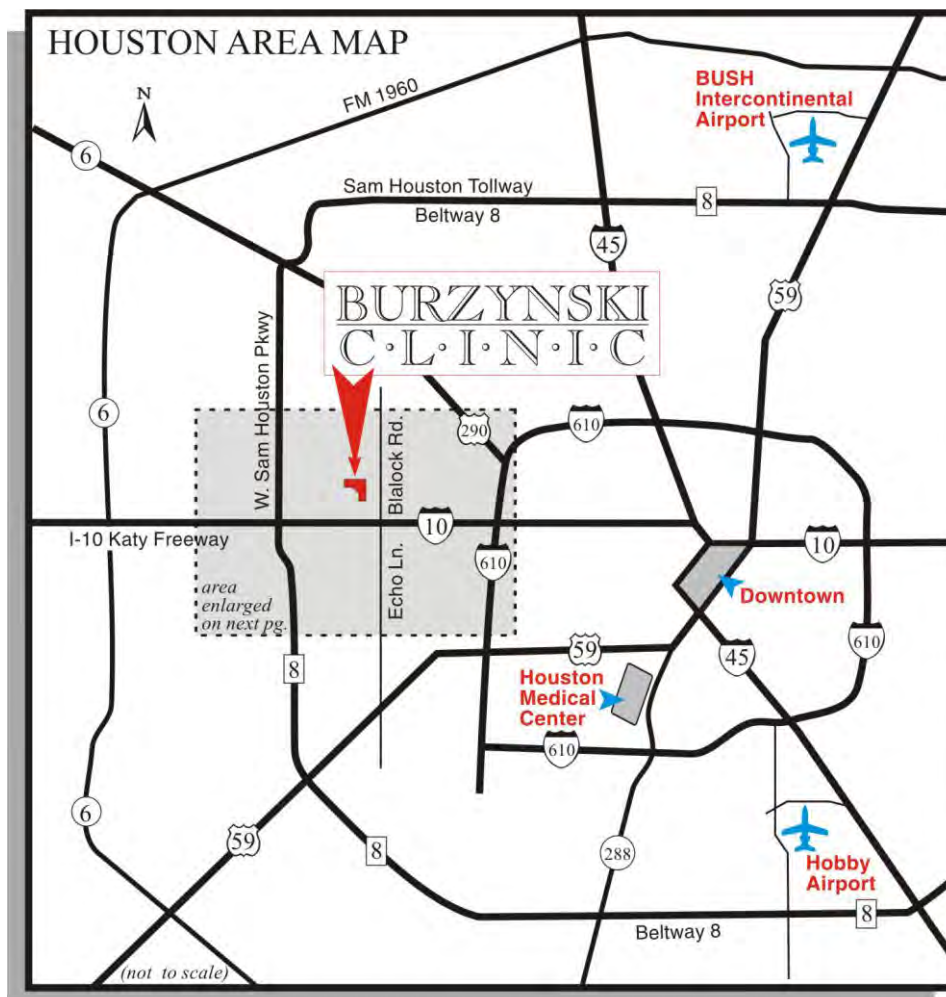 HOUSTON AREA MAP
N
FM 1960
BUSH
Intercontinental
Airport
6
Sam Houston Tollway
Beltway 8
8
45
59
BURZYNSKI
C·L·I·N·I·C
W. Sam Houston Pkwy
6
290
610
Blalock Rd.
10
I-10 Katy Freeway
10
610
area
enlarged
on next pg.
Echo Ln.
Downtown
610
59
45
8
Houston
Medical
Center
610
6
59
8
288
Hobby
Airport
8
Beltway 8
(not to scale)